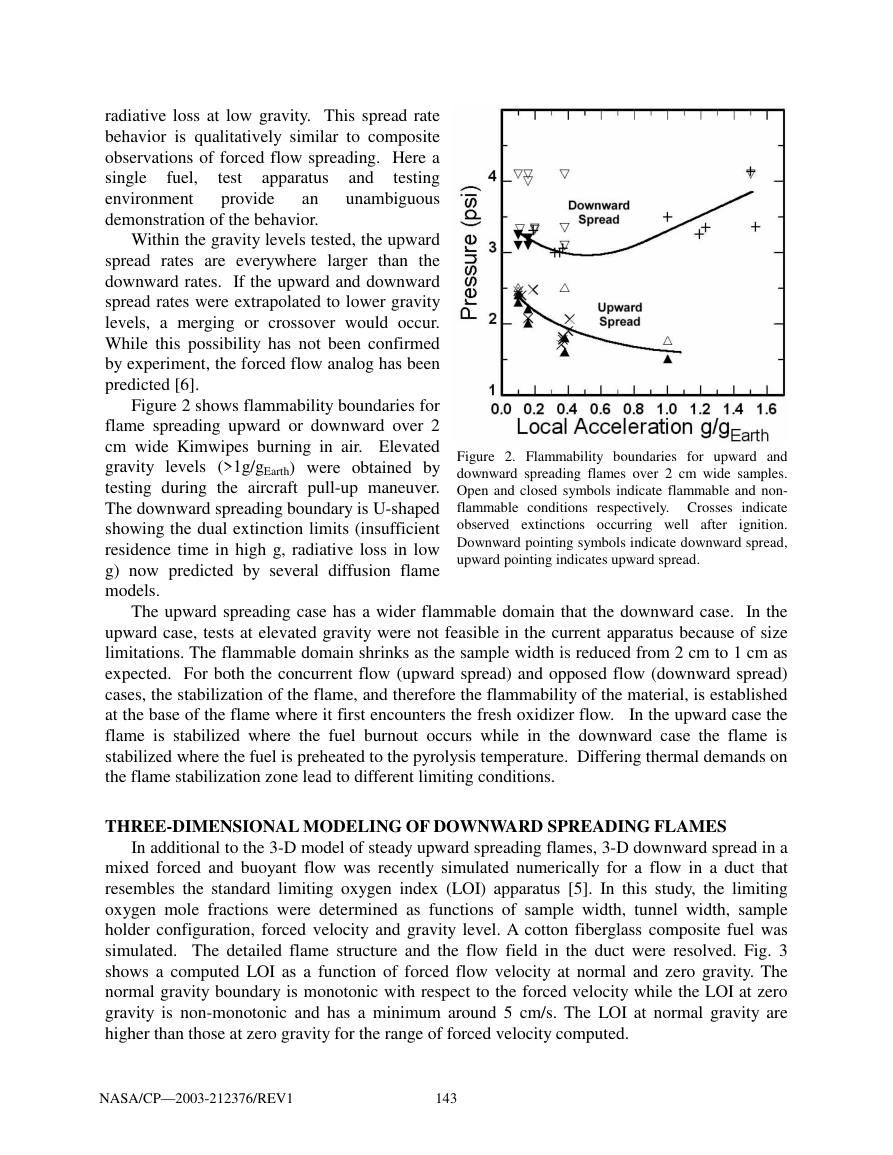 radiative loss at low gravity. This spread rate
behavior is qualitatively similar to composite
observations of forced flow spreading. Here a
single fuel, test apparatus and testing
environment provide an unambiguous
demonstration of the behavior.
Within the gravity levels tested, the upward
spread rates are everywhere larger than the
downward rates. If the upward and downward
spread rates were extrapolated to lower gravity
levels, a merging or crossover would occur.
While this possibility has not been confirmed
by experiment, the forced flow analog has been
predicted [6].
Figure 2 shows flammability boundaries for
flame spreading upward or downward over 2
cm wide Kimwipes burning in air. Elevated
gravity levels (>1g/gEarth) were obtained by
testing during the aircraft pull-up maneuver.
The downward spreading boundary is U-shaped
showing the dual extinction limits (insufficient
residence time in high g, radiative loss in low
g) now predicted by several diffusion flame
models.
Pressure (psi)
4
3
2
1
Downward
Spread
Upward
Spread
0.0 0.2 0.4 0.6 0.8 1.0 1.2 1.4 1.6
Local Acceleration g/gEarth
Figure 2. Flammability boundaries for upward and
downward spreading flames over 2 cm wide samples.
Open and closed symbols indicate flammable and non-
flammable conditions respectively. Crosses indicate
observed extinctions occurring well after ignition.
Downward pointing symbols indicate downward spread,
upward pointing indicates upward spread.
The upward spreading case has a wider flammable domain that the downward case. In the
upward case, tests at elevated gravity were not feasible in the current apparatus because of size
limitations. The flammable domain shrinks as the sample width is reduced from 2 cm to 1 cm as
expected. For both the concurrent flow (upward spread) and opposed flow (downward spread)
cases, the stabilization of the flame, and therefore the flammability of the material, is established
at the base of the flame where it first encounters the fresh oxidizer flow. In the upward case the
flame is stabilized where the fuel burnout occurs while in the downward case the flame is
stabilized where the fuel is preheated to the pyrolysis temperature. Differing thermal demands on
the flame stabilization zone lead to different limiting conditions.
THREE-DIMENSIONAL MODELING OF DOWNWARD SPREADING FLAMES
In additional to the 3-D model of steady upward spreading flames, 3-D downward spread in a
mixed forced and buoyant flow was recently simulated numerically for a flow in a duct that
resembles the standard limiting oxygen index (LOI) apparatus [5]. In this study, the limiting
oxygen mole fractions were determined as functions of sample width, tunnel width, sample
holder configuration, forced velocity and gravity level. A cotton fiberglass composite fuel was
simulated. The detailed flame structure and the flow field in the duct were resolved. Fig. 3
shows a computed LOI as a function of forced flow velocity at normal and zero gravity. The
normal gravity boundary is monotonic with respect to the forced velocity while the LOI at zero
gravity is non-monotonic and has a minimum around 5 cm/s. The LOI at normal gravity are
higher than those at zero gravity for the range of forced velocity computed.
NASA/CP—2003-212376/REV1 143